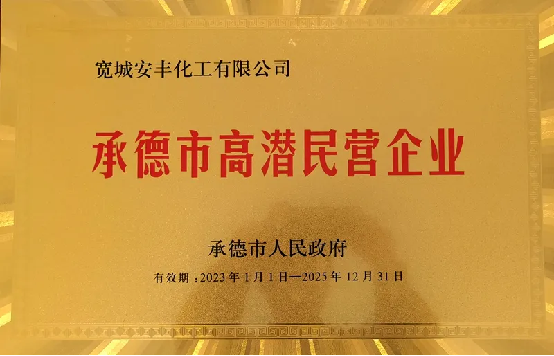 宽城安丰化工有限公司
承德市高潜民营企业
承德市人民政府
有效期：2023年1月1日—2025年12月31日